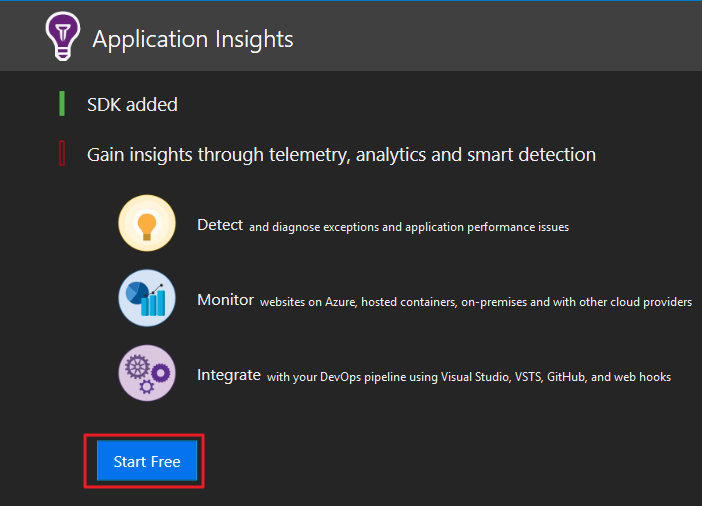 Application Insights
SDK added
Gain insights through telemetry, analytics and smart detection
Detect and diagnose exceptions and application performance issues
Monitor websites on Azure, hosted containers, on-premises and with other cloud providers
Integrate with your DevOps pipeline using Visual Studio, VSTS, GitHub, and web hooks
Start Free